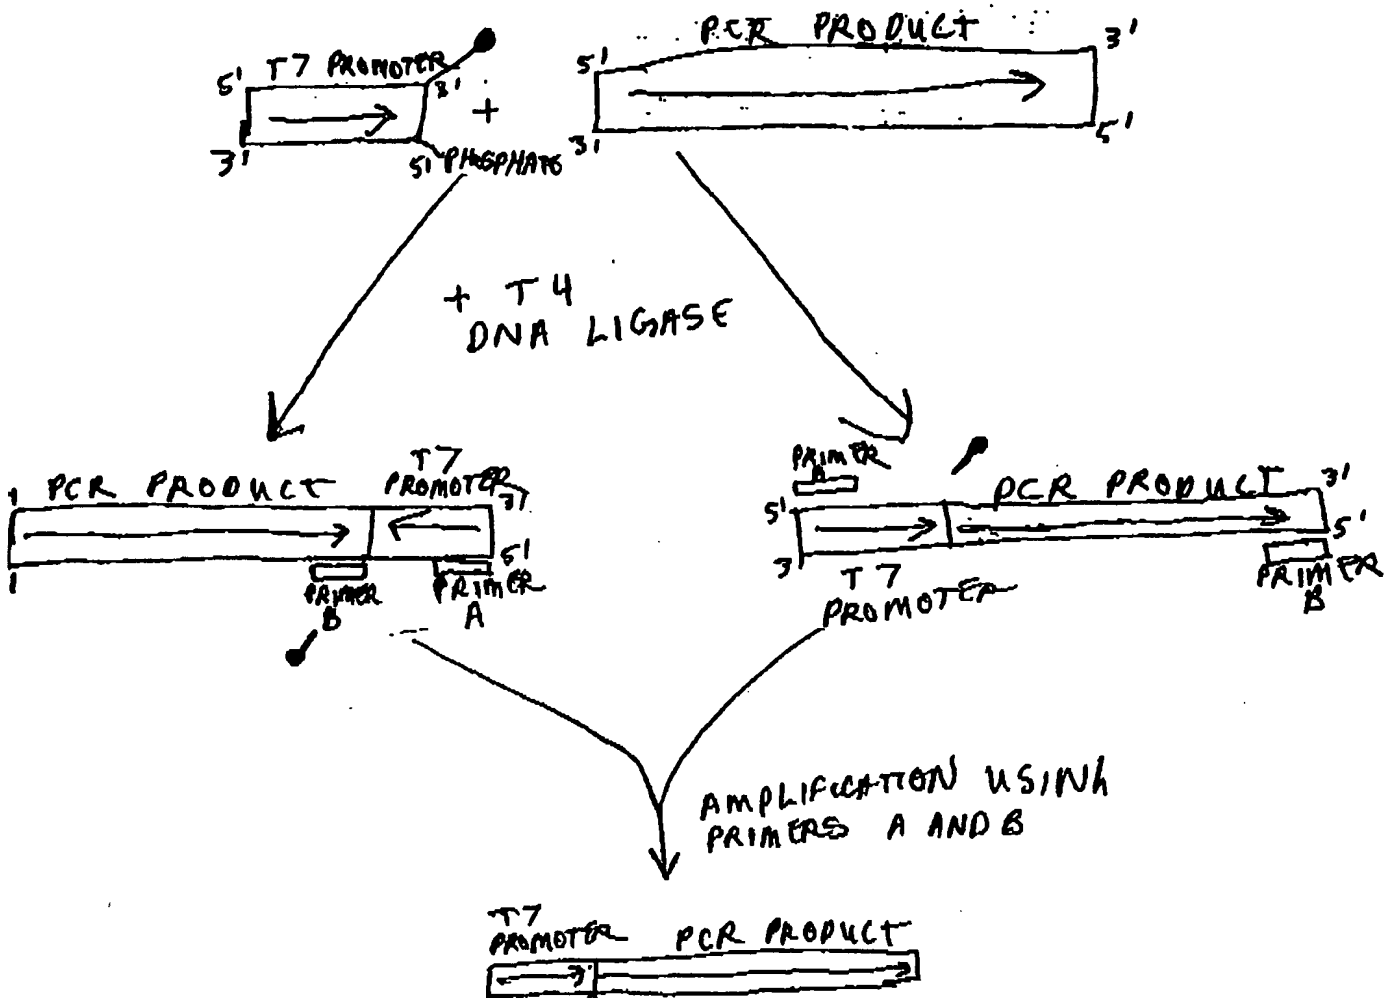 PCR PRODUCT
5' 3'
3' 5'
T7 PROMOTER
5' 3'
+
3' 5' PHOSPHATE
+ T4
DNA LIGASE
PCR PRODUCT
T7
PROMOTER
3'
5'
PRIMER
B
PRIMER
A
PRIMER
A
PCR PRODUCT
5' 3'
3' 5'
T7
PROMOTER
PRIMER
B
AMPLIFICATION USING
PRIMERS A AND B
T7
PROMOTER
PCR PRODUCT